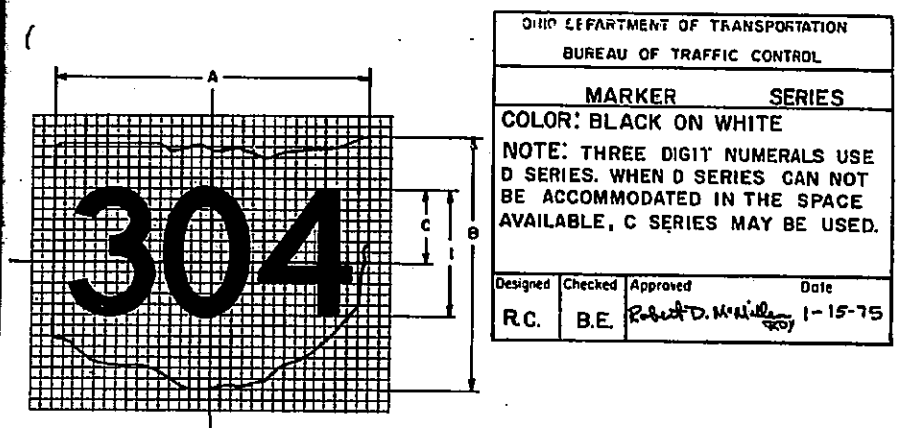 A
304
C
I
B
OHIO DEPARTMENT OF TRANSPORTATION
BUREAU OF TRAFFIC CONTROL
MARKER SERIES
COLOR: BLACK ON WHITE
NOTE: THREE DIGIT NUMERALS USE
D SERIES. WHEN D SERIES CAN NOT
BE ACCOMMODATED IN THE SPACE
AVAILABLE, C SERIES MAY BE USED.
Designed Checked Approved Date
R.C. B.E. Robert D. McMillen 1-15-75